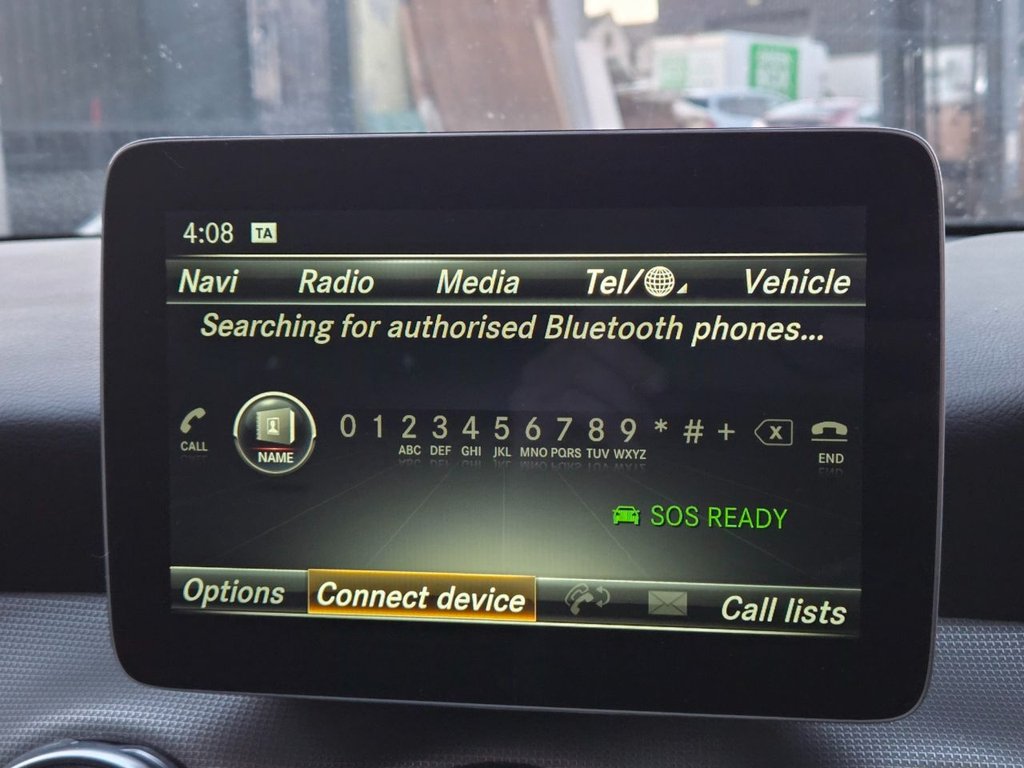 4:08 TA
Navi Radio Media Tel/ Vehicle
Searching for authorised Bluetooth phones...
CALL NAME 0 1 2 3 4 5 6 7 8 9 * # + X END
ABC DEF GHI JKL MNO PQRS TUV WXYZ
SOS READY
Options Connect device Call lists